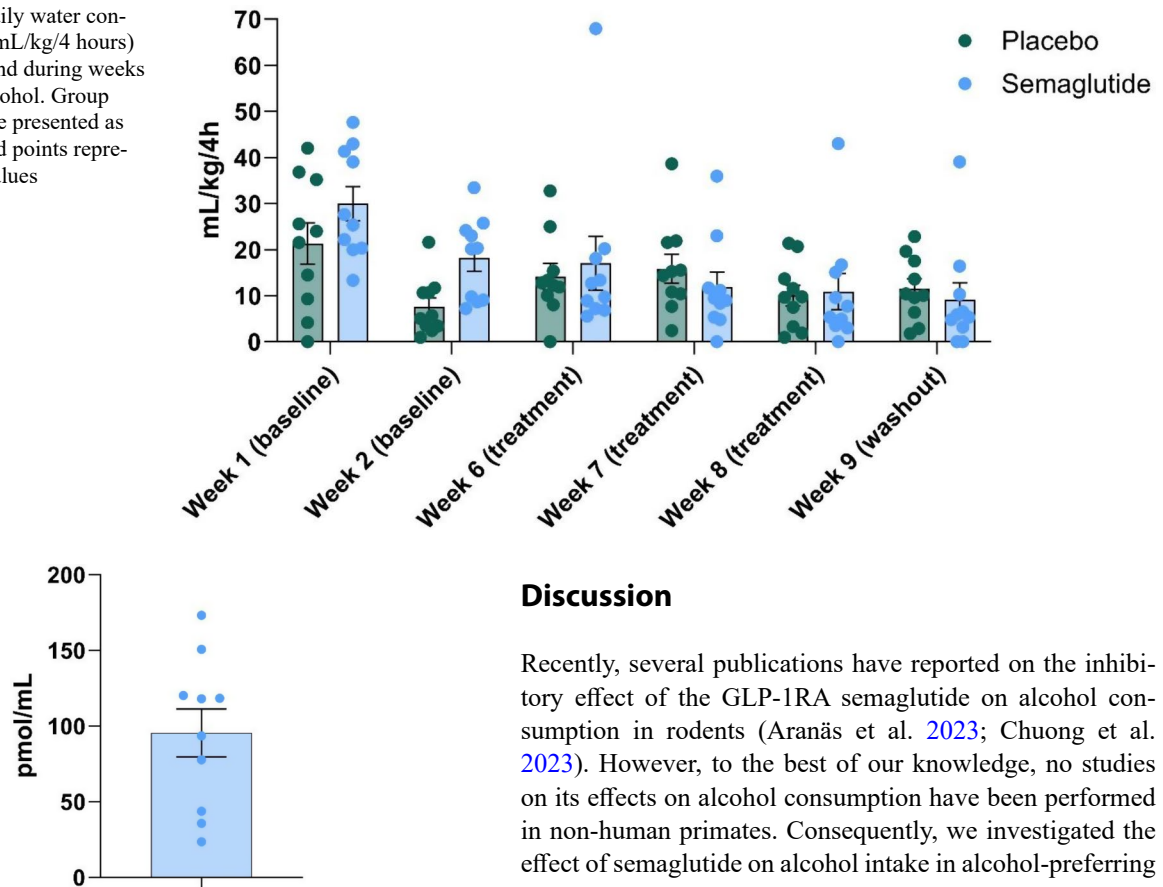 ily water con-
mL/kg/4 hours)
nd during weeks
cohol. Group
e presented as
d points repre-
lues
70
60
50
40
30
20
10
0
mL/kg/4h
Placebo
Semaglutide
Week 1 (baseline)
Week 2 (baseline)
Week 6 (treatment)
Week 7 (treatment)
Week 8 (treatment)
Week 9 (washout)
200
150
100
50
0
pmol/mL
Discussion
Recently, several publications have reported on the inhibi-
tory effect of the GLP-1RA semaglutide on alcohol con-
sumption in rodents (Aranäs et al. 2023; Chuong et al.
2023). However, to the best of our knowledge, no studies
on its effects on alcohol consumption have been performed
in non-human primates. Consequently, we investigated the
effect of semaglutide on alcohol intake in alcohol-preferring